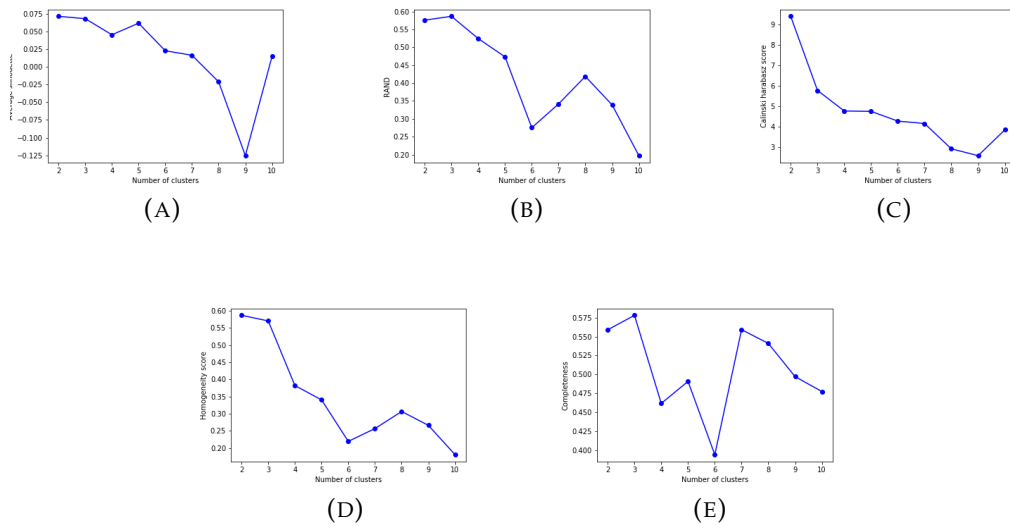 0.075
0.050
0.025
0.000
−0.025
−0.050
−0.075
−0.100
−0.125
2 3 4 5 6 7 8 9 10
Number of clusters
(A)
RAND
0.60
0.55
0.50
0.45
0.40
0.35
0.30
0.25
0.20
2 3 4 5 6 7 8 9 10
Number of clusters
(B)
Calinski harabasz score
9
8
7
6
5
4
3
2 3 4 5 6 7 8 9 10
Number of clusters
(C)
Homogeneity score
0.60
0.55
0.50
0.45
0.40
0.35
0.30
0.25
0.20
2 3 4 5 6 7 8 9 10
Number of clusters
(D)
Completeness
0.575
0.550
0.525
0.500
0.475
0.450
0.425
0.400
2 3 4 5 6 7 8 9 10
Number of clusters
(E)